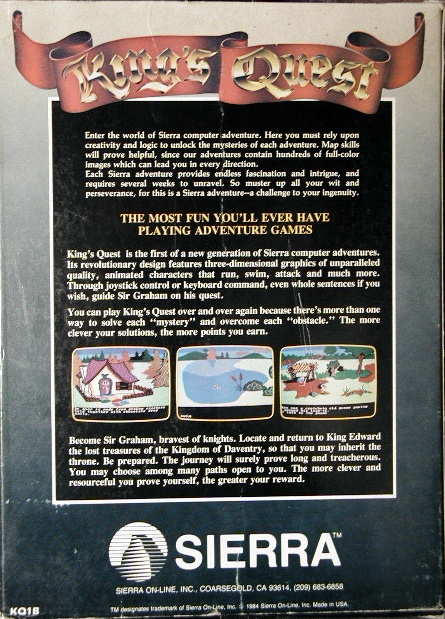 King's Quest
Enter the world of Sierra computer adventure. Here you must rely upon
creativity and logic to unlock the mysteries of each adventure. Map skills
will prove helpful, since our adventures contain hundreds of full-color
images which can lead you in every direction.
Each Sierra adventure provides endless fascination and intrigue, and
requires several weeks to unravel. So muster up all your wit and
perseverance, for this is a Sierra adventure--a challenge to your ingenuity.
THE MOST FUN YOU'LL EVER HAVE
PLAYING ADVENTURE GAMES
King's Quest is the first of a new generation of Sierra computer adventures.
Its revolutionary design features three-dimensional graphics of unparalleled
quality, animated characters that run, swim, attack and much more.
Through joystick control or keyboard command, even whole sentences if you
wish, guide Sir Graham on his quest.
You can play King's Quest over and over again because there's more than one
way to solve each "mystery" and overcome each "obstacle." The more
clever your solutions, the more points you earn.
Become Sir Graham, bravest of knights. Locate and return to King Edward
the lost treasures of the Kingdom of Daventry, so that you may inherit the
throne. Be prepared. The journey will surely prove long and treacherous.
You may choose among many paths open to you. The more clever and
resourceful you prove yourself, the greater your reward.
SIERRA™
SIERRA ON-LINE, INC., COARSEGOLD, CA 93614, (209) 683-6858
KQ1B
TM designates trademark of Sierra On-Line, Inc. © 1984 Sierra On-Line, Inc. Made in USA.